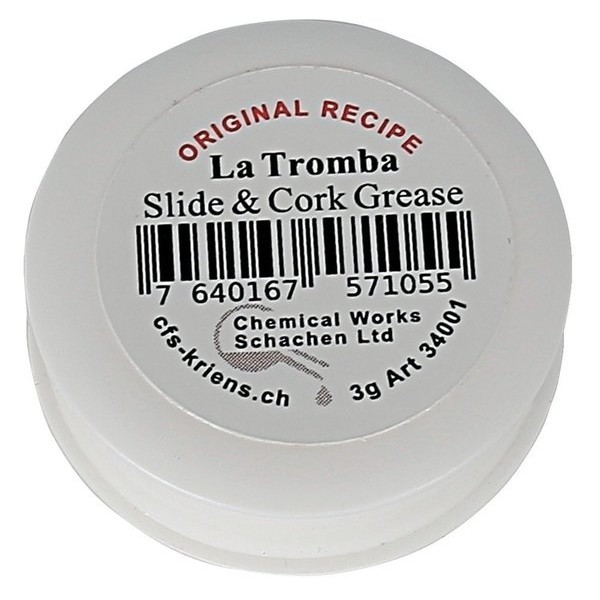 ORIGINAL RECIPE
La Tromba
Slide & Cork Grease
7 640167 571055
Chemical Works
Schachen Ltd
cfs-kriens.ch
3g Art 34001